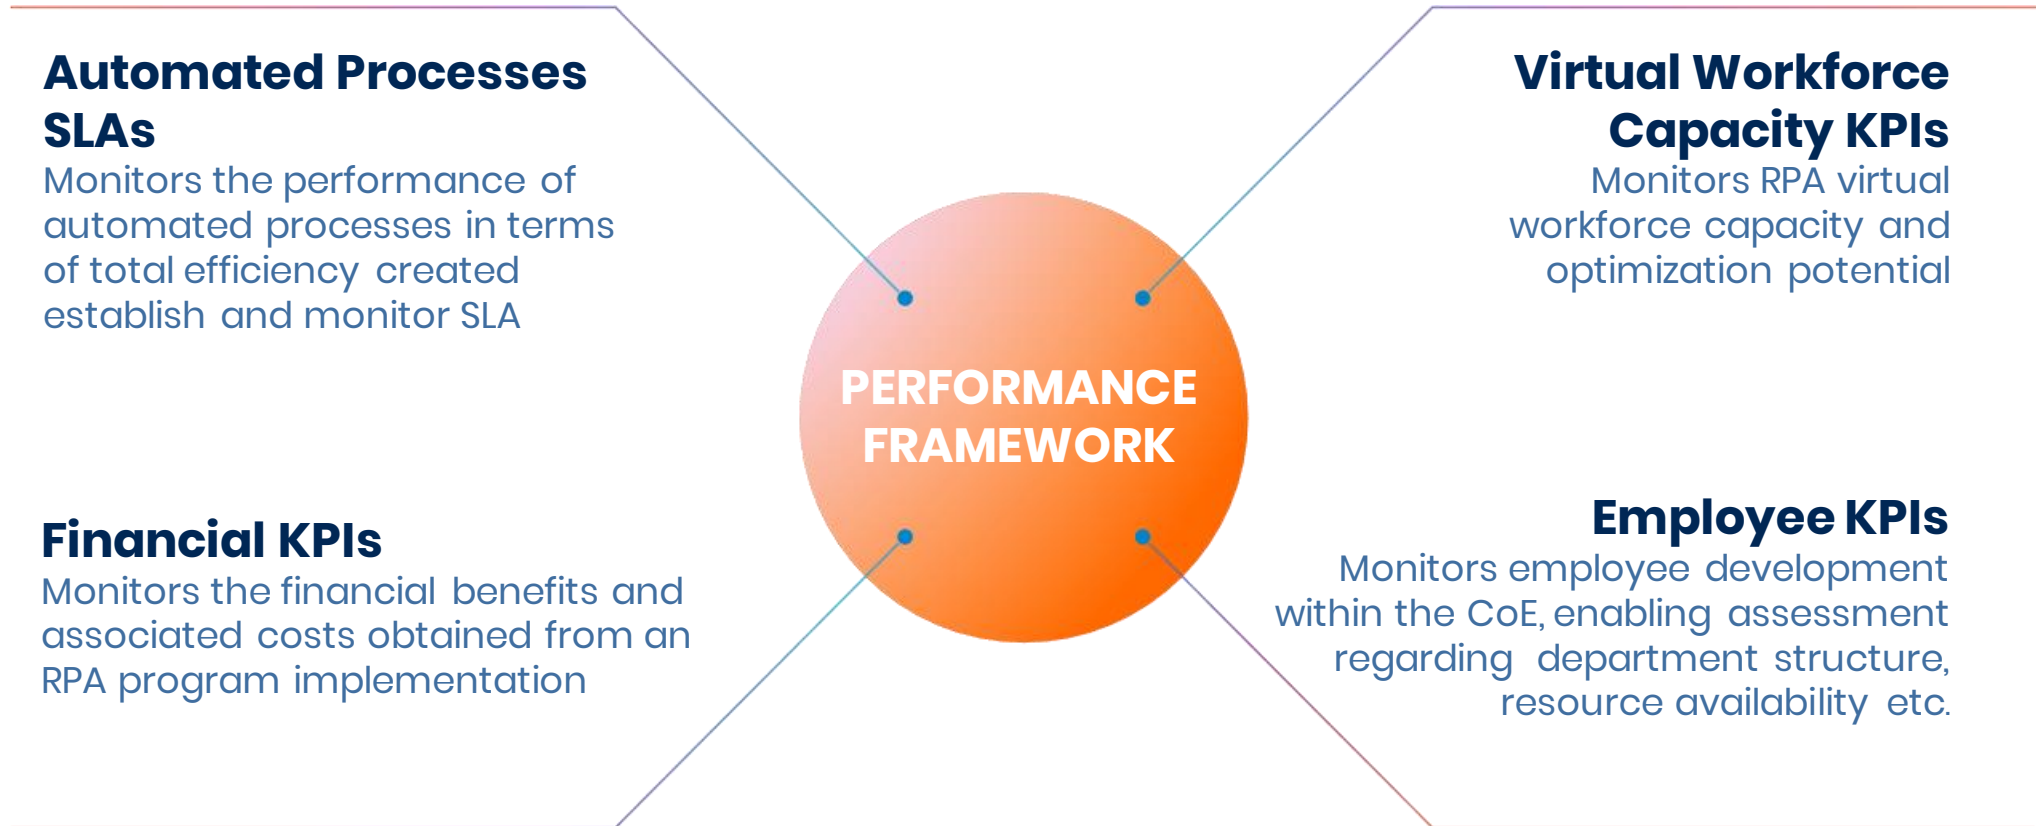 Automated Processes
SLAs
Monitors the performance of
automated processes in terms
of total efficiency created
establish and monitor SLA
Virtual Workforce
Capacity KPIs
Monitors RPA virtual
workforce capacity and
optimization potential
PERFORMANCE
FRAMEWORK
Financial KPIs
Monitors the financial benefits and
associated costs obtained from an
RPA program implementation
Employee KPIs
Monitors employee development
within the CoE, enabling assessment
regarding department structure,
resource availability etc.